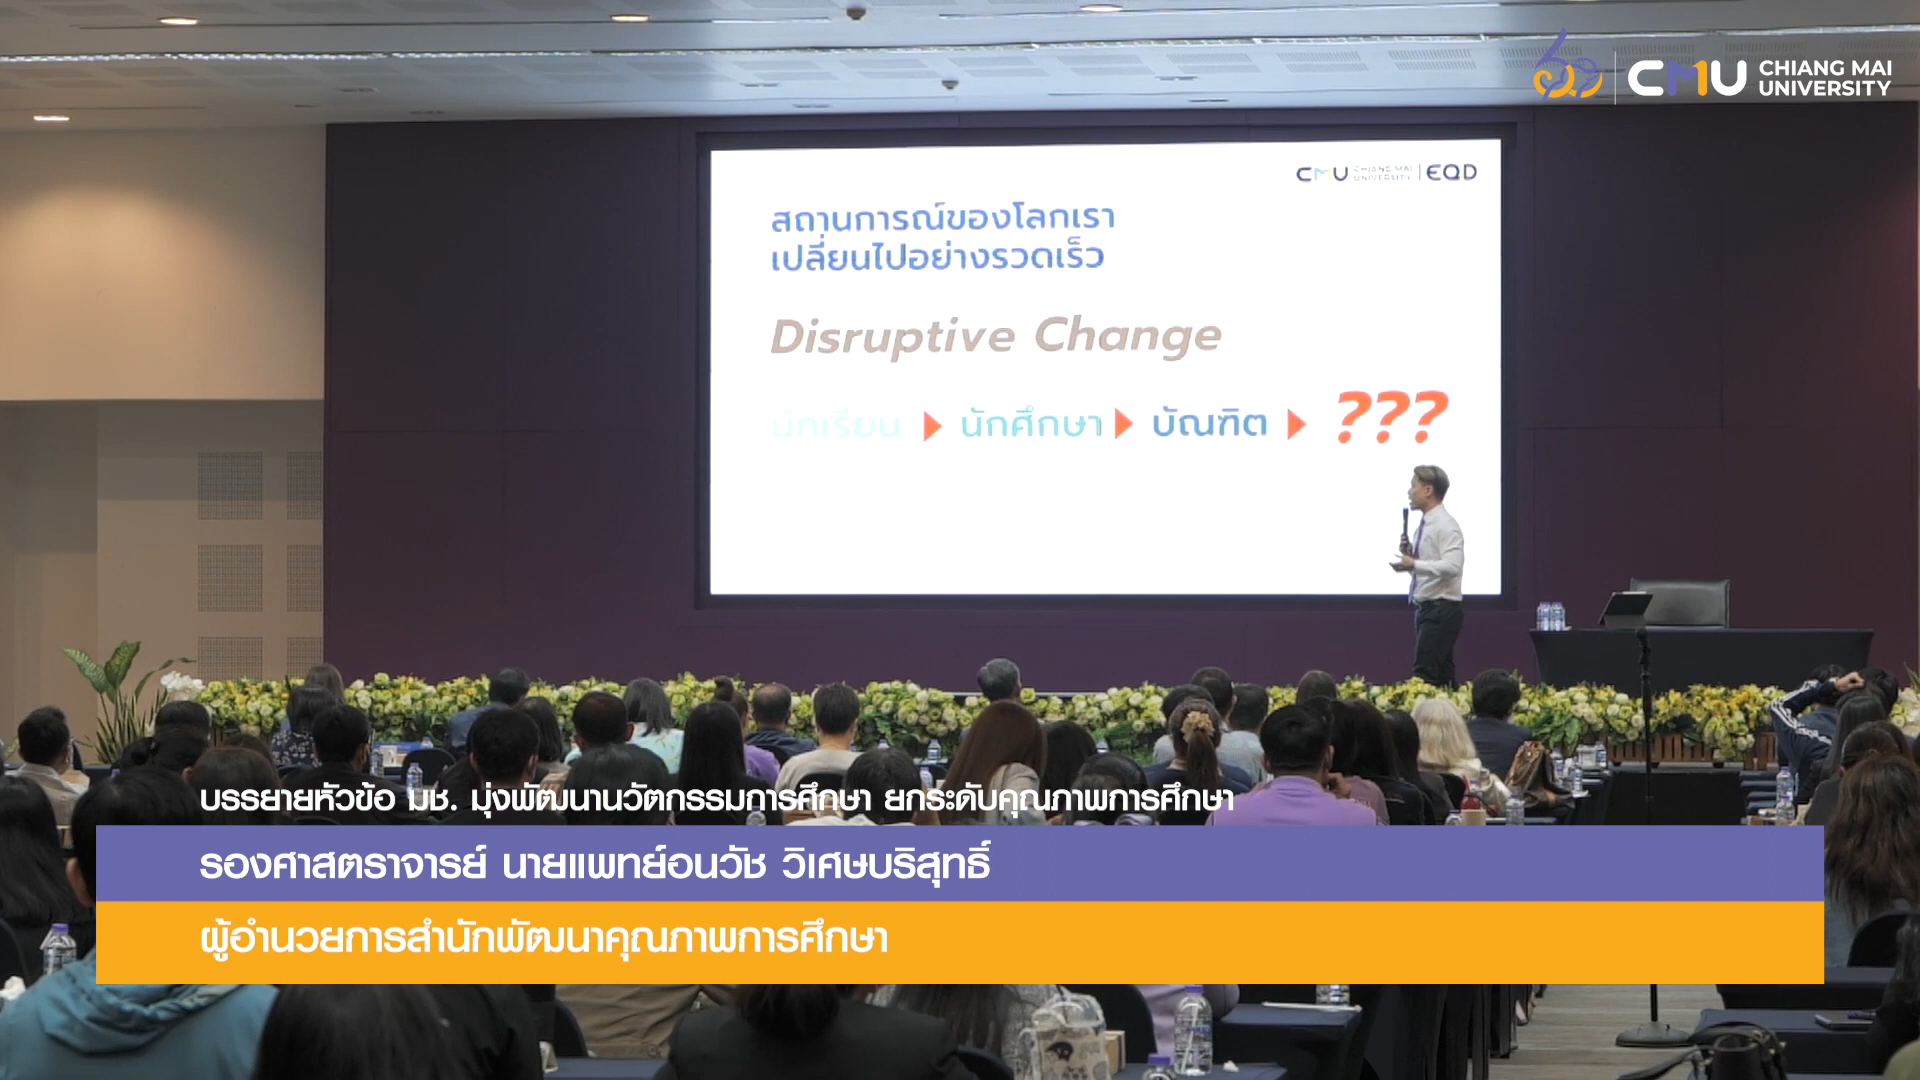 CMU CHIANG MAI UNIVERSITY
CMU CHIANG MAI UNIVERSITY | EQD
สถานการณ์ของโลกเรา
เปลี่ยนไปอย่างรวดเร็ว
Disruptive Change
นักเรียน นักศึกษา บัณฑิต ???
บรรยายหัวข้อ มช. มุ่งพัฒนานวัตกรรมการศึกษา ยกระดับคุณภาพการศึกษา
รองศาสตราจารย์ นายแพทย์อนวัช วิเศษบริสุทธิ์
ผู้อำนวยการสำนักพัฒนาคุณภาพการศึกษา